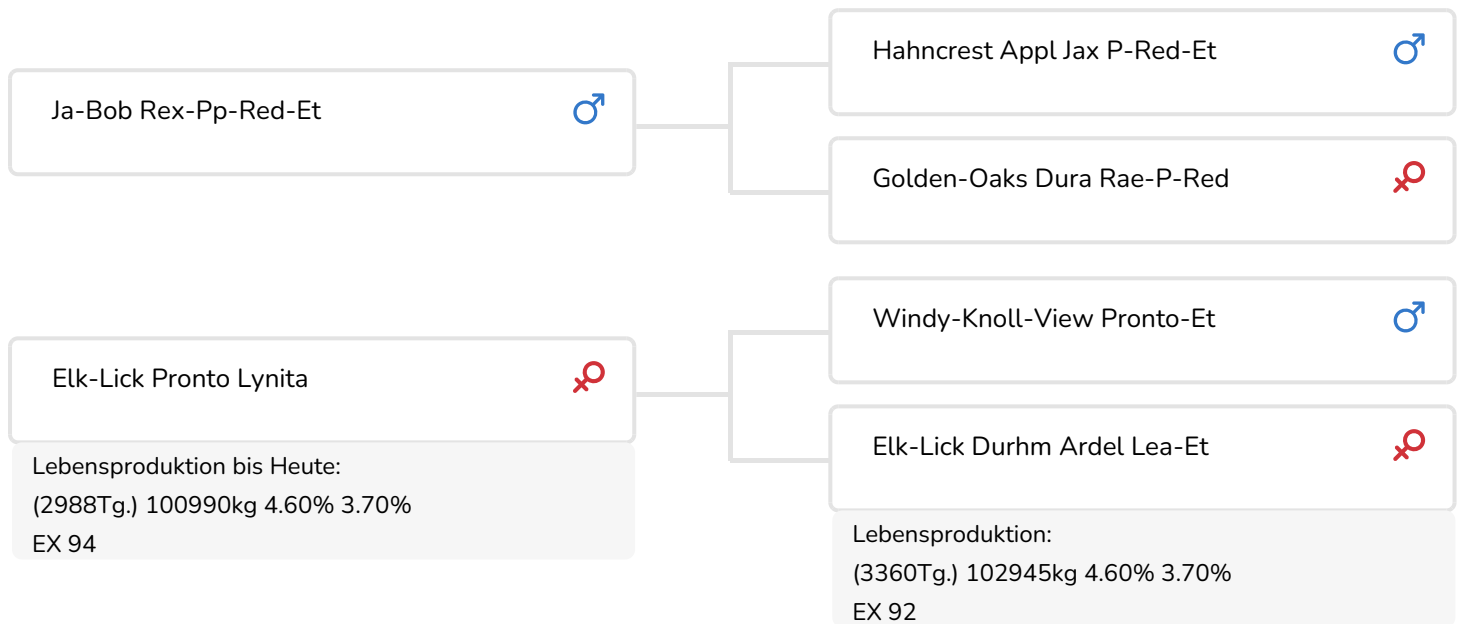 Hahncrest Appl Jax P-Red-Et
Ja-Bob Rex-Pp-Red-Et
Golden-Oaks Dura Rae-P-Red
Windy-Knoll-View Pronto-Et
Elk-Lick Pronto Lynita
Elk-Lick Durhm Ardel Lea-Et
Lebensproduktion bis Heute:
(2988Tg.) 100990kg 4.60% 3.70%
EX 94
Lebensproduktion:
(3360Tg.) 102945kg 4.60% 3.70%
EX 92